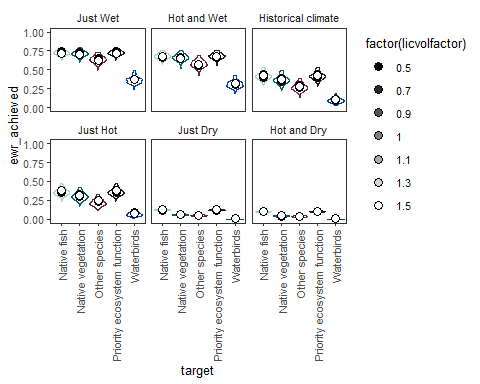 Just Wet
Hot and Wet
Historical climate
1.00
0.75
0.50
0.25
0.00
Just Hot
Just Dry
Hot and Dry
1.00
0.75
0.50
0.25
0.00
ewr_achieved
Native fish
Native vegetation
Other species
Priority ecosystem function
Waterbirds
Native fish
Native vegetation
Other species
Priority ecosystem function
Waterbirds
Native fish
Native vegetation
Other species
Priority ecosystem function
Waterbirds
target
factor(licvolfactor)
0.5
0.7
0.9
1
1.1
1.3
1.5